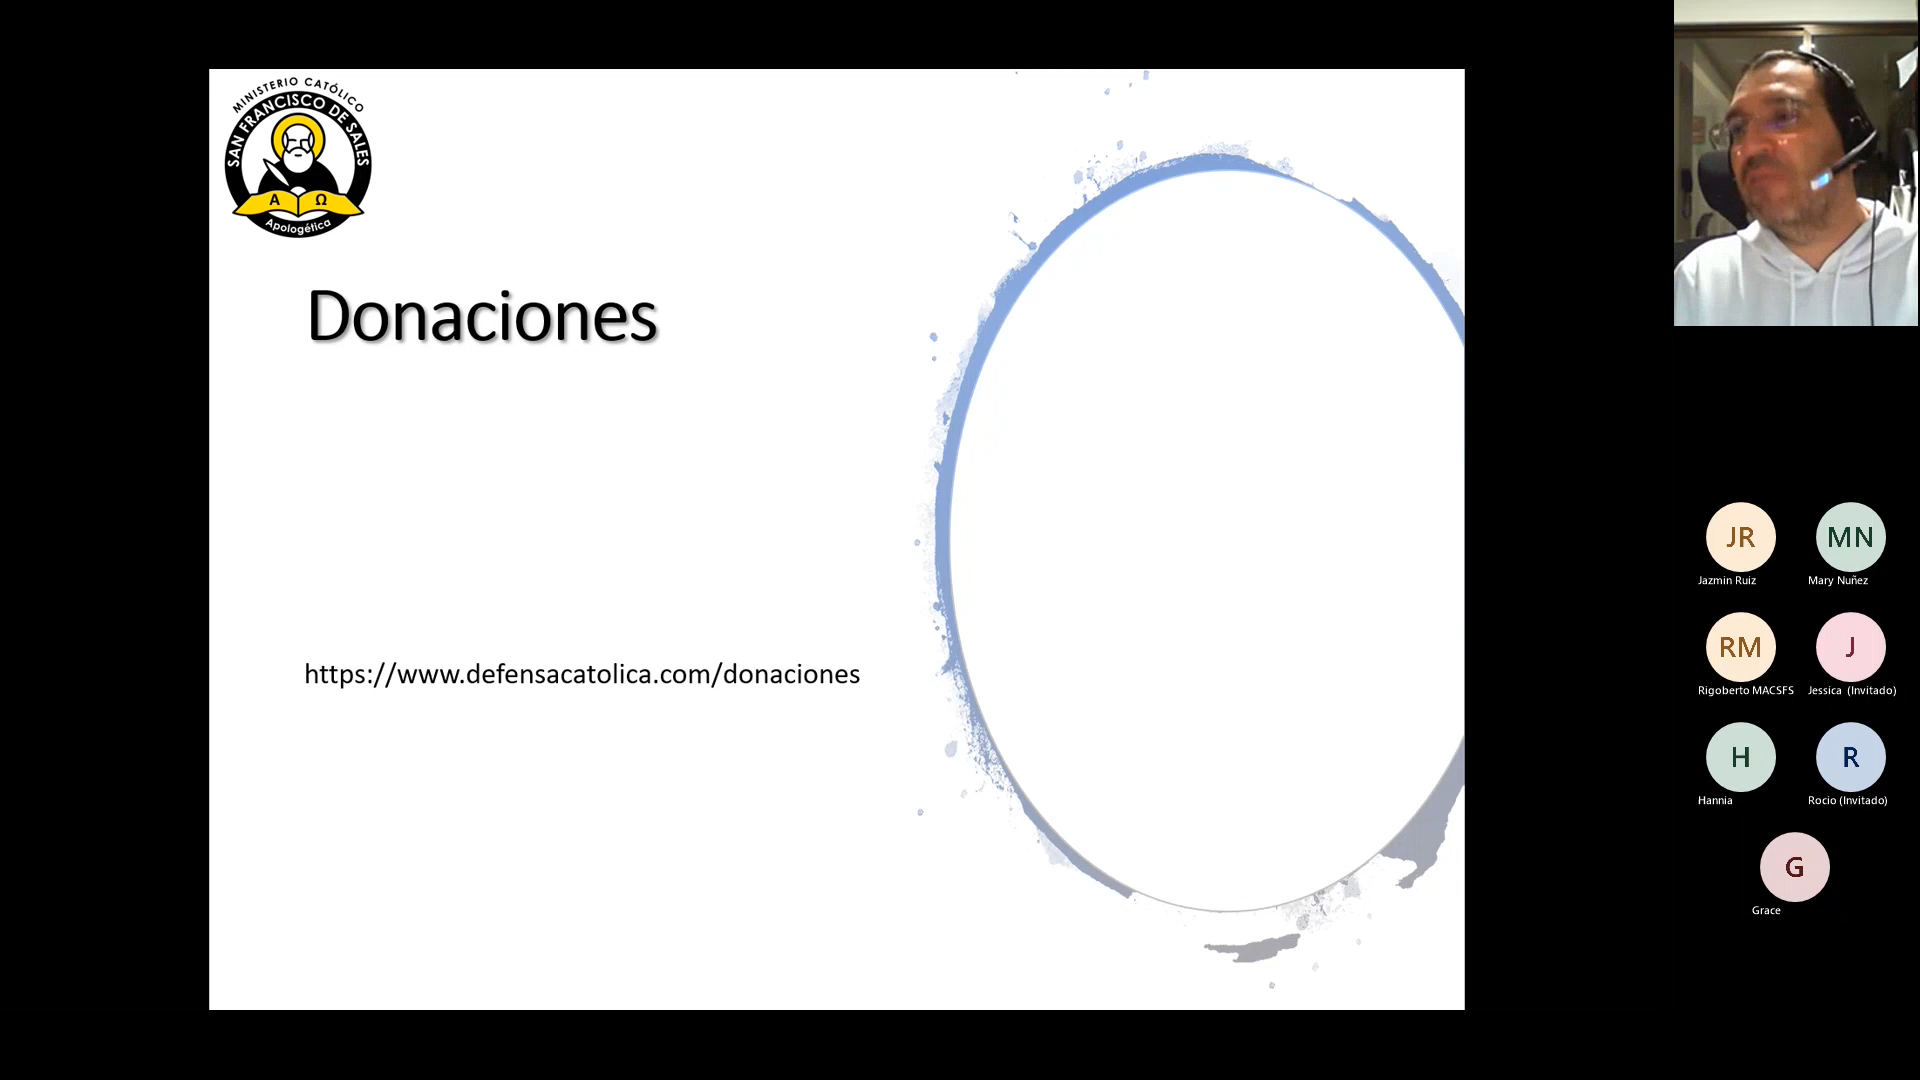 MINISTERIO CATÓLICO
SAN FRANCISCO DE SALES
Α Ω
Apologética
Donaciones
https://www.defensacatolica.com/donaciones
JR
Jazmin Ruiz
MN
Mary Nuñez
RM
Rigoberto MACSFS
J
Jessica (Invitado)
H
Hannia
R
Rocio (Invitado)
G
Grace